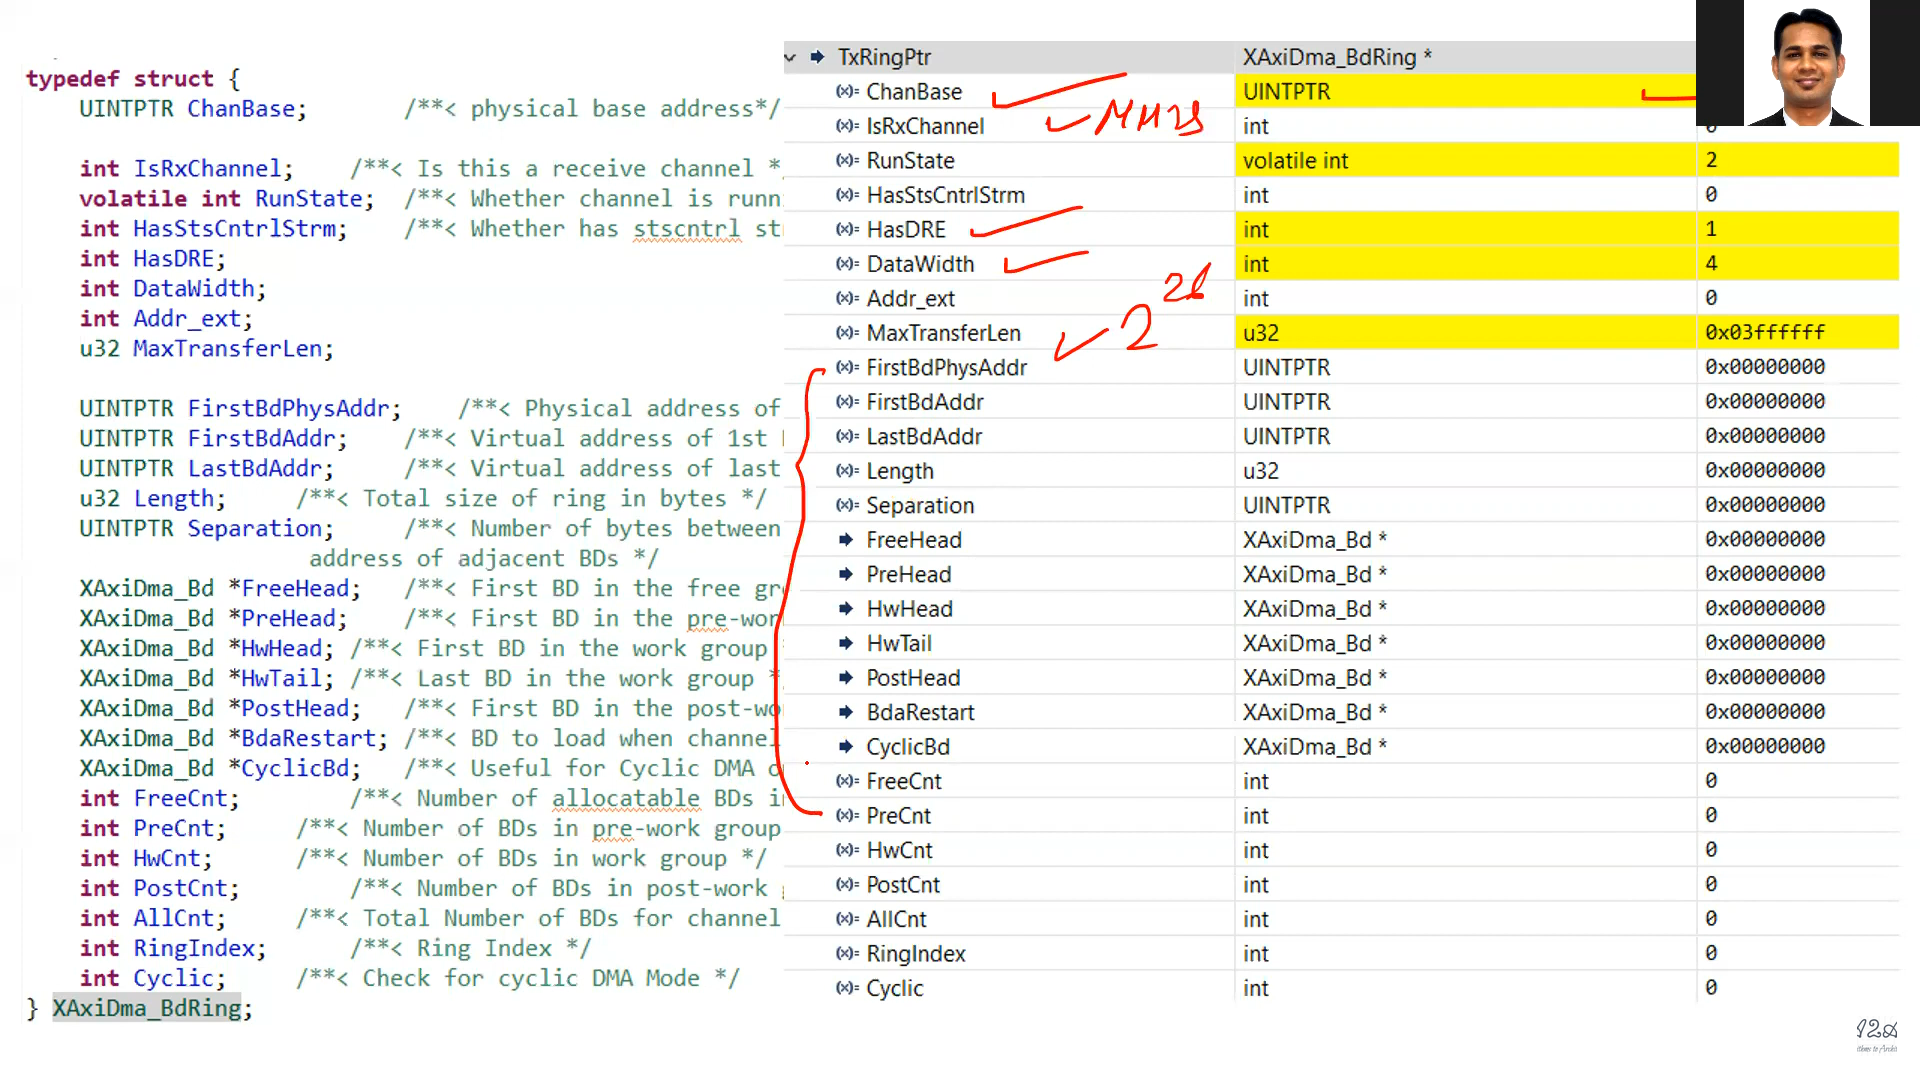 typedef struct {
UINTPTR ChanBase; /**< physical base address*/
int IsRxChannel; /**< Is this a receive channel *
volatile int RunState; /**< Whether channel is runn
int HasStsCntrlStrm; /**< Whether has stscntrl st
int HasDRE;
int DataWidth;
int Addr_ext;
u32 MaxTransferLen;
UINTPTR FirstBdPhysAddr; /**< Physical address of
UINTPTR FirstBdAddr; /**< Virtual address of 1st
UINTPTR LastBdAddr; /**< Virtual address of last
u32 Length; /**< Total size of ring in bytes */
UINTPTR Separation; /**< Number of bytes between
address of adjacent BDs */
XAxiDma_Bd *FreeHead; /**< First BD in the free gr
XAxiDma_Bd *PreHead; /**< First BD in the pre-wor
XAxiDma_Bd *HwHead; /**< First BD in the work group
XAxiDma_Bd *HwTail; /**< Last BD in the work group *
XAxiDma_Bd *PostHead; /**< First BD in the post-wo
XAxiDma_Bd *BdaRestart; /**< BD to load when channel
XAxiDma_Bd *CyclicBd; /**< Useful for Cyclic DMA o
int FreeCnt; /**< Number of allocatable BDs i
int PreCnt; /**< Number of BDs in pre-work group
int HwCnt; /**< Number of BDs in work group */
int PostCnt; /**< Number of BDs in post-work
int AllCnt; /**< Total Number of BDs for channel
int RingIndex; /**< Ring Index */
int Cyclic; /**< Check for cyclic DMA Mode */
} XAxiDma_BdRing;
TxRingPtr XAxiDma_BdRing *
(x)= ChanBase UINTPTR
MM2S
(x)= IsRxChannel int 0
(x)= RunState volatile int 2
(x)= HasStsCntrlStrm int 0
(x)= HasDRE int 1
(x)= DataWidth int 4
(x)= Addr_ext int 0
2 26
(x)= MaxTransferLen u32 0x03ffffff
(x)= FirstBdPhysAddr UINTPTR 0x00000000
(x)= FirstBdAddr UINTPTR 0x00000000
(x)= LastBdAddr UINTPTR 0x00000000
(x)= Length u32 0x00000000
(x)= Separation UINTPTR 0x00000000
FreeHead XAxiDma_Bd * 0x00000000
PreHead XAxiDma_Bd * 0x00000000
HwHead XAxiDma_Bd * 0x00000000
HwTail XAxiDma_Bd * 0x00000000
PostHead XAxiDma_Bd * 0x00000000
BdaRestart XAxiDma_Bd * 0x00000000
CyclicBd XAxiDma_Bd * 0x00000000
(x)= FreeCnt int 0
(x)= PreCnt int 0
(x)= HwCnt int 0
(x)= PostCnt int 0
(x)= AllCnt int 0
(x)= RingIndex int 0
(x)= Cyclic int 0